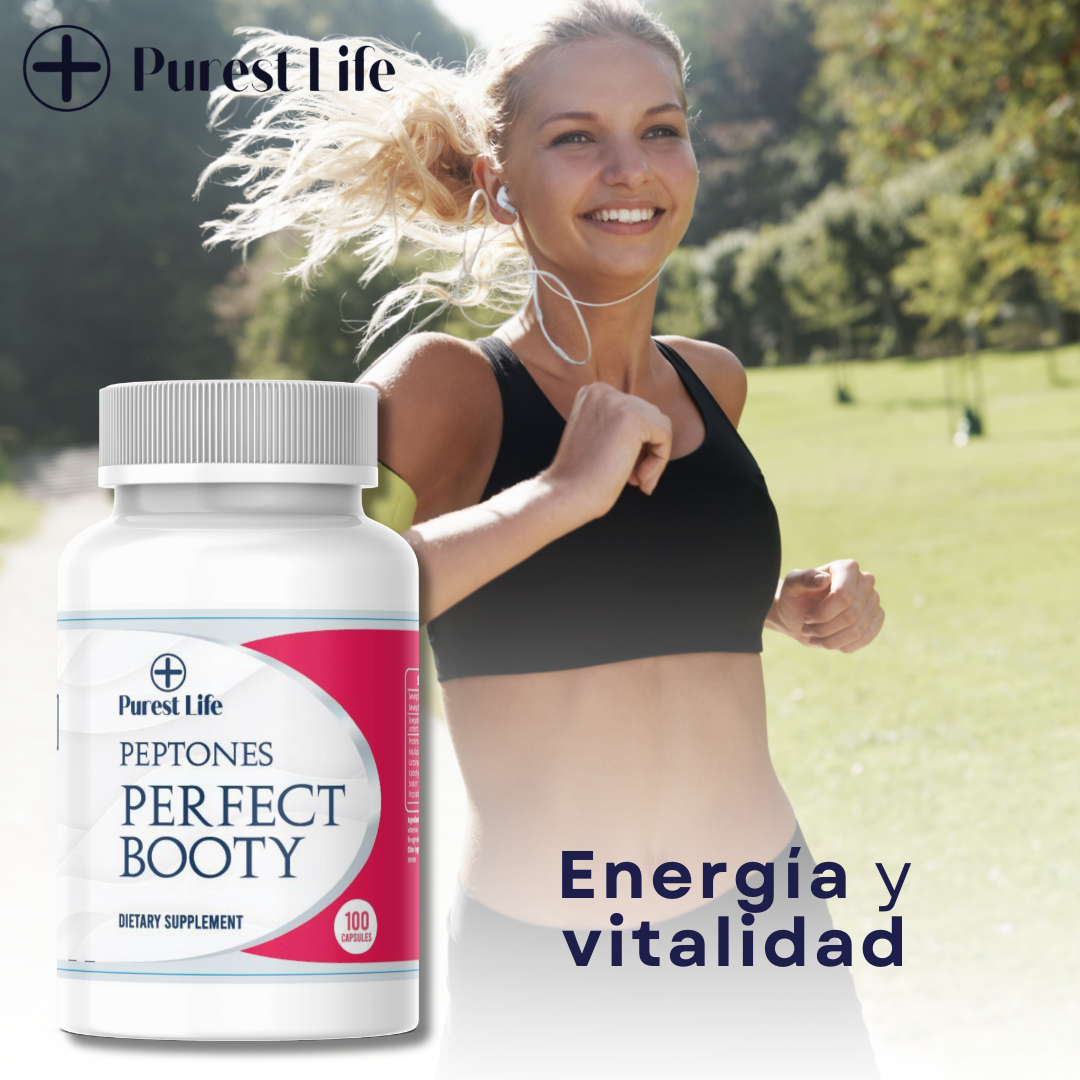 Purest Life
Purest Life
PEPTONES
PERFECT
BOOTY
DIETARY SUPPLEMENT
100
CAPSULES
Energía y
vitalidad